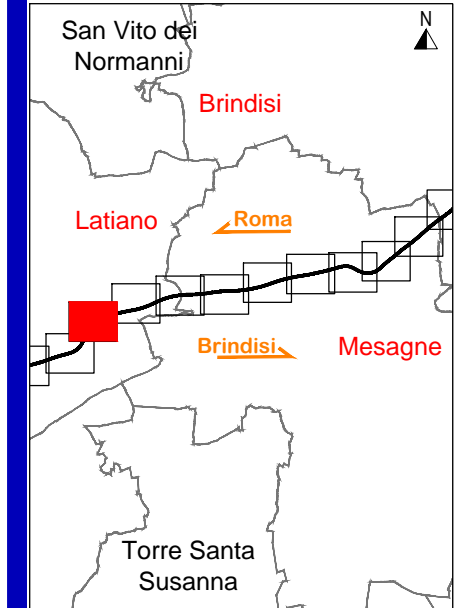 San Vito dei
Normanni
N
Brindisi
Latiano
Roma
Brindisi
Mesagne
Torre Santa
Susanna